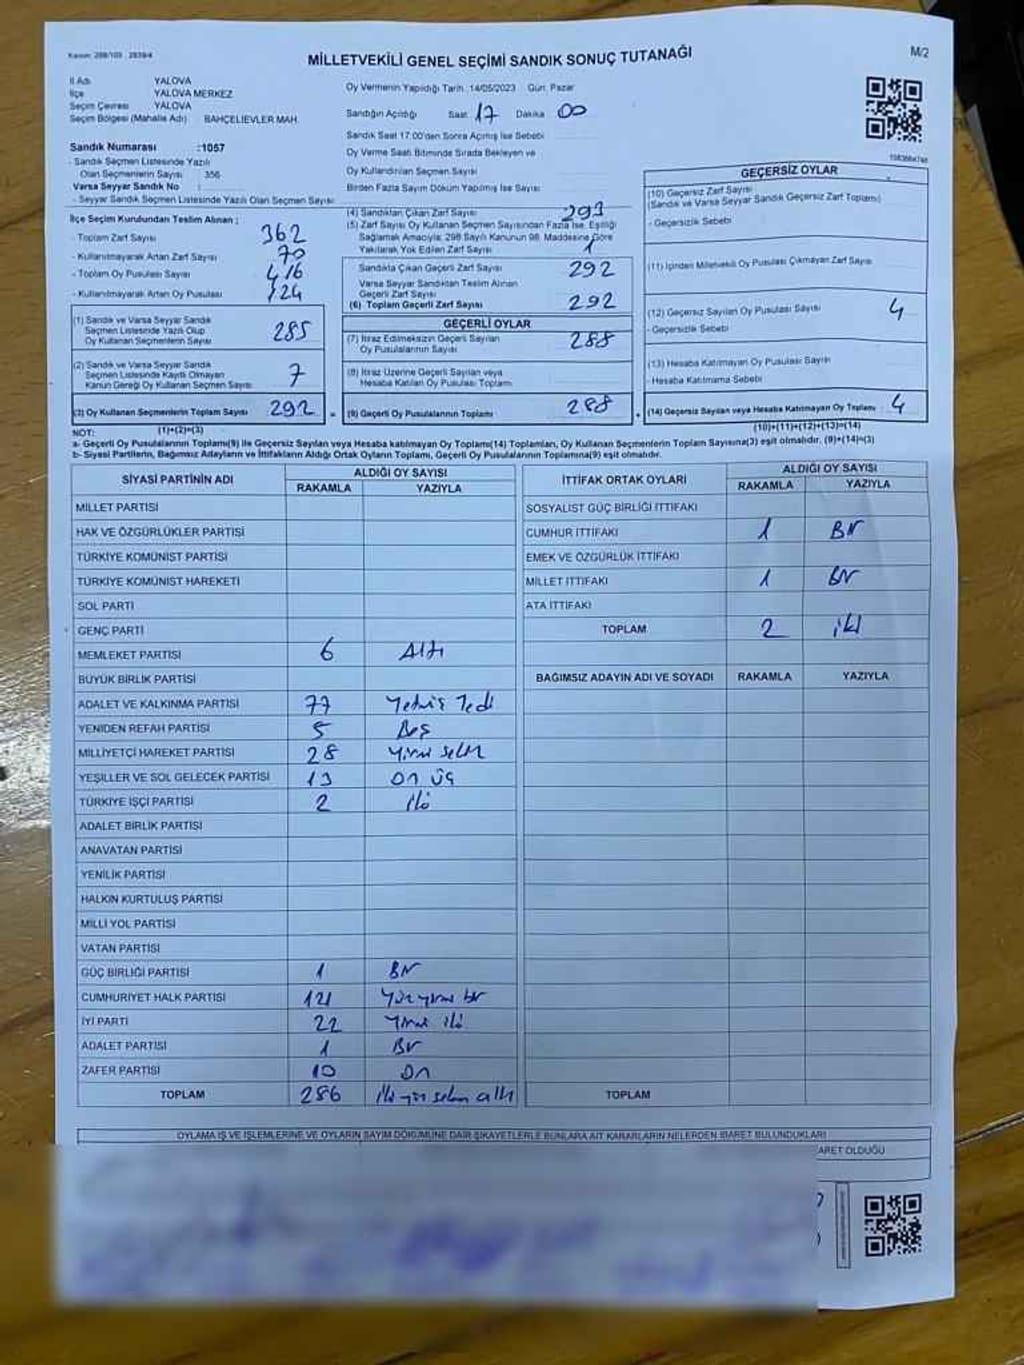 Kanun: 298/105 2839/4
MİLLETVEKİLİ GENEL SEÇİMİ SANDIK SONUÇ TUTANAĞI
M/2
İl Adı YALOVA
İlçe YALOVA MERKEZ
Seçim Çevresi YALOVA
Seçim Bölgesi (Mahalle Adı) BAHÇELİEVLER MAH.
Sandık Numarası :1057
- Sandık Seçmen Listesinde Yazılı
Olan Seçmenlerin Sayısı 356
Varsa Seyyar Sandık No :
- Seyyar Sandık Seçmen Listesinde Yazılı Olan Seçmen Sayısı
İlçe Seçim Kurulundan Teslim Alınan :
- Toplam Zarf Sayısı 362
- Kullanılmayarak Artan Zarf Sayısı 70
- Toplam Oy Pusulası Sayısı 416
- Kullanılmayarak Artan Oy Pusulası 124
(1) Sandık ve Varsa Seyyar Sandık
Seçmen Listesinde Yazılı Olup
Oy Kullanan Seçmenlerin Sayısı 285
(2) Sandık ve Varsa Seyyar Sandık
Seçmen Listesinde Kayıtlı Olmayan
Kanun Gereği Oy Kullanan Seçmen Sayısı 7
(3) Oy Kullanan Seçmenlerin Toplam Sayısı 292 =
(1)+(2)=(3)
Oy Vermenin Yapıldığı Tarih :14/05/2023 Gün: Pazar
Sandığın Açıldığı Saat 17 Dakika 00
Sandık Saat 17:00'den Sonra Açılmış İse Sebebi
Oy Verme Saati Bitiminde Sırada Bekleyen ve
Oy Kullandırılan Seçmen Sayısı
Birden Fazla Sayım Döküm Yapılmış İse Sayısı
(4) Sandıktan Çıkan Zarf Sayısı 293
(5) Zarf Sayısı Oy Kullanan Seçmen Sayısından Fazla İse, Eşitliği
Sağlamak Amacıyla; 298 Sayılı Kanunun 98. Maddesine Göre
Yakılarak Yok Edilen Zarf Sayısı 1
Sandıkta Çıkan Geçerli Zarf Sayısı 292
Varsa Seyyar Sandıktan Teslim Alınan
Geçerli Zarf Sayısı
(6) Toplam Geçerli Zarf Sayısı 292
GEÇERLİ OYLAR
(7) İtiraz Edilmeksizin Geçerli Sayılan
Oy Pusulalarının Sayısı 288
(8) İtiraz Üzerine Geçerli Sayılan veya
Hesaba Katılan Oy Pusulası Toplamı
(9) Geçerli Oy Pusulalarının Toplamı 288 +
GEÇERSİZ OYLAR
(10) Geçersiz Zarf Sayısı
(Sandık ve Varsa Seyyar Sandık Geçersiz Zarf Toplamı)
- Geçersizlik Sebebi
(11) İçinden Milletvekili Oy Pusulası Çıkmayan Zarf Sayısı
(12) Geçersiz Sayılan Oy Pusulası Sayısı 4
- Geçersizlik Sebebi
(13) Hesaba Katılmayan Oy Pusulası Sayısı
- Hesaba Katılmama Sebebi
(14) Geçersiz Sayılan veya Hesaba Katılmayan Oy Toplamı 4
(10)+(11)+(12)+(13)=(14)
NOT:
a- Geçerli Oy Pusulalarının Toplamı(9) ile Geçersiz Sayılan veya Hesaba katılmayan Oy Toplamı(14) Toplamları, Oy Kullanan Seçmenlerin Toplam Sayısına(3) eşit olmalıdır. (9)+(14)=(3)
b- Siyasi Partilerin, Bağımsız Adayların ve İttifakların Aldığı Ortak Oyların Toplamı, Geçerli Oy Pusulalarının Toplamına(9) eşit olmalıdır.
SİYASİ PARTİNİN ADI ALDIĞI OY SAYISI
RAKAMLA YAZIYLA
MİLLET PARTİSİ
HAK VE ÖZGÜRLÜKLER PARTİSİ
TÜRKİYE KOMÜNİST PARTİSİ
TÜRKİYE KOMÜNİST HAREKETİ
SOL PARTİ
GENÇ PARTİ
MEMLEKET PARTİSİ 6 Altı
BÜYÜK BİRLİK PARTİSİ
ADALET VE KALKINMA PARTİSİ 77 Yetmiş Yedi
YENİDEN REFAH PARTİSİ 5 Beş
MİLLİYETÇİ HAREKET PARTİSİ 28 Yirmi sekiz
YEŞİLLER VE SOL GELECEK PARTİSİ 13 On üç
TÜRKİYE İŞÇİ PARTİSİ 2 iki
ADALET BİRLİK PARTİSİ
ANAVATAN PARTİSİ
YENİLİK PARTİSİ
HALKIN KURTULUŞ PARTİSİ
MİLLİ YOL PARTİSİ
VATAN PARTİSİ
GÜÇ BİRLİĞİ PARTİSİ 1 Bir
CUMHURİYET HALK PARTİSİ 121 Yüz yirmi bir
İYİ PARTİ 22 Yirmi iki
ADALET PARTİSİ 1 Bir
ZAFER PARTİSİ 10 On
TOPLAM 286 iki yüz seksen altı
İTTİFAK ORTAK OYLARI ALDIĞI OY SAYISI
RAKAMLA YAZIYLA
SOSYALİST GÜÇ BİRLİĞİ İTTİFAKI
CUMHUR İTTİFAKI 1 Bir
EMEK VE ÖZGÜRLÜK İTTİFAKI
MİLLET İTTİFAKI 1 Bir
ATA İTTİFAKI
TOPLAM 2 iki
BAĞIMSIZ ADAYIN ADI VE SOYADI RAKAMLA YAZIYLA
TOPLAM
OYLAMA İŞ VE İŞLEMLERİNE VE OYLARIN SAYIM DÖKÜMÜNE DAİR ŞİKAYETLERLE BUNLARA AİT KARARLARIN NELERDEN İBARET BULUNDUKLARI
ARET OLDUĞU